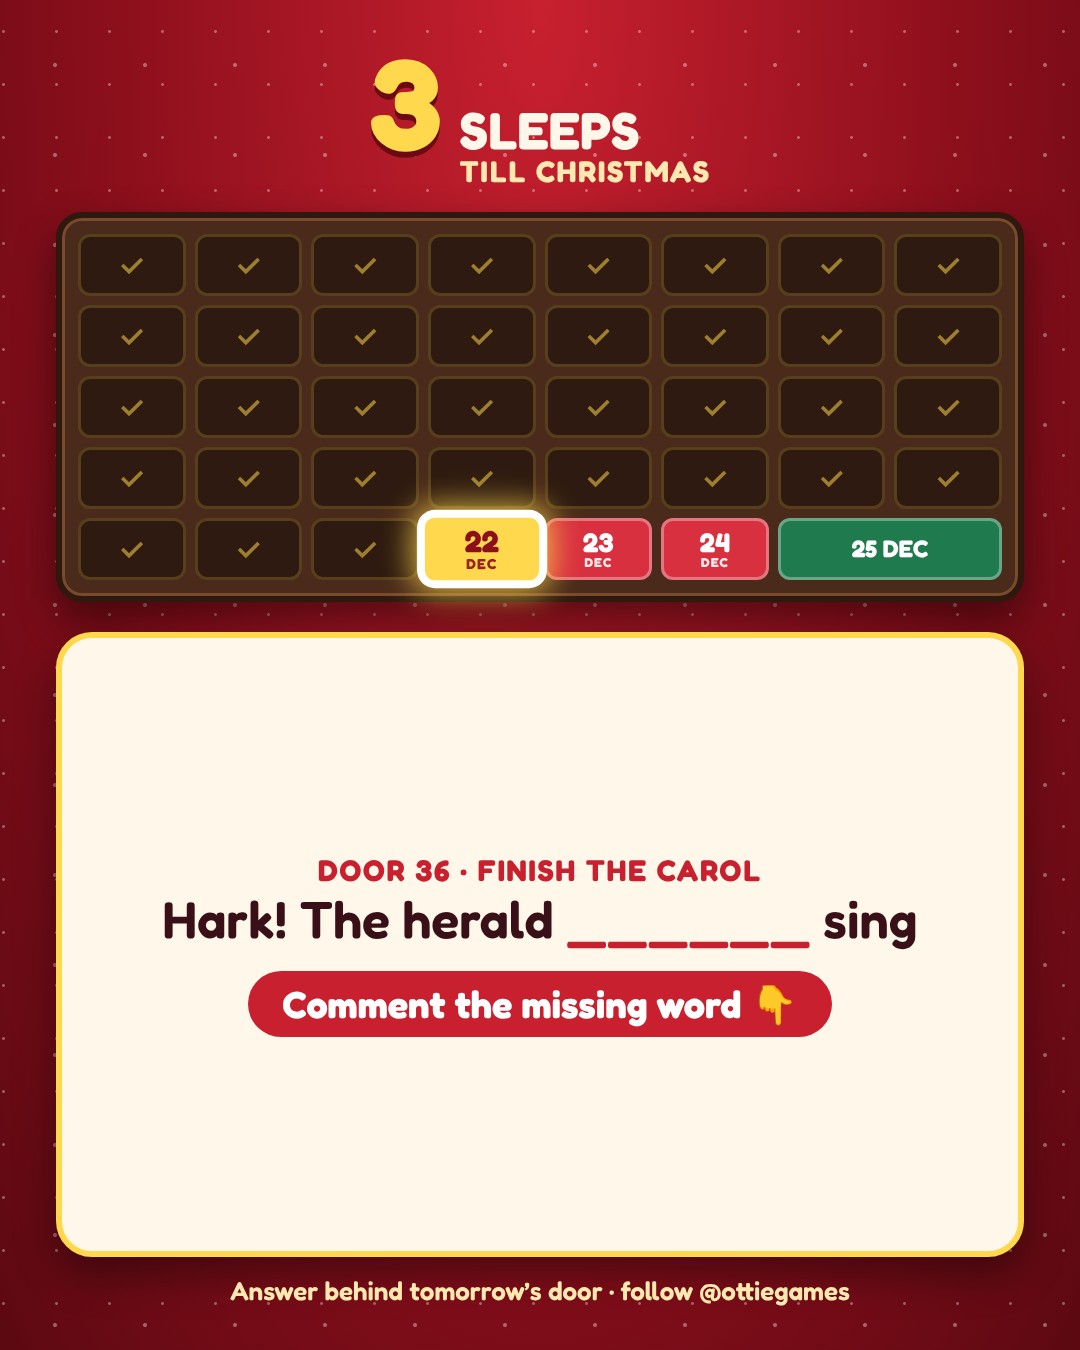 3 SLEEPS
TILL CHRISTMAS
22 DEC
23 DEC
24 DEC
25 DEC
DOOR 36 · FINISH THE CAROL
Hark! The herald ______ sing
Comment the missing word 👇
Answer behind tomorrow’s door · follow @ottiegames